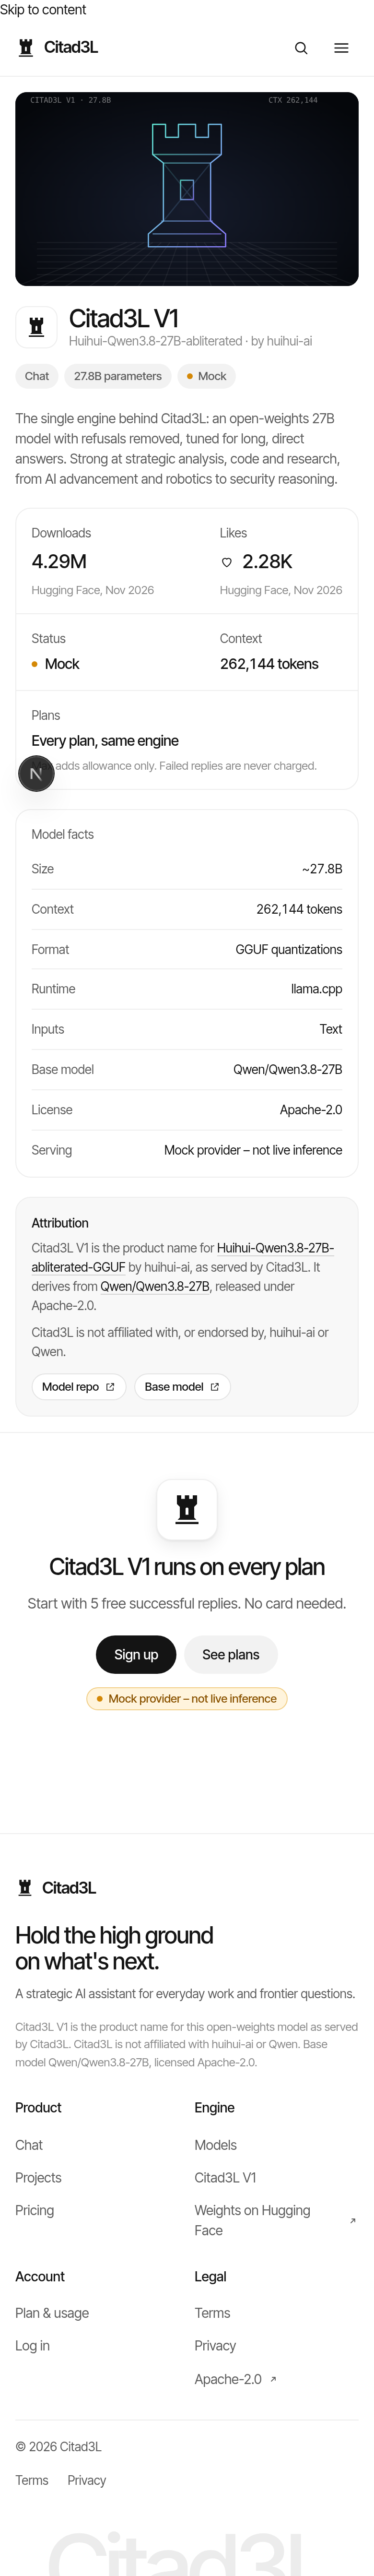 Skip to content
Citad3L
CITAD3L V1 · 27.8B
CTX 262,144
Citad3L V1
Huihui-Qwen3.8-27B-abliterated · by huihui-ai
Chat
27.8B parameters
Mock
The single engine behind Citad3L: an open-weights 27B
model with refusals removed, tuned for long, direct
answers. Strong at strategic analysis, code and research,
from AI advancement and robotics to security reasoning.
Downloads
Likes
4.29M
2.28K
Hugging Face, Nov 2026
Hugging Face, Nov 2026
Status
Context
Mock
262,144 tokens
Plans
Every plan, same engine
adds allowance only. Failed replies are never charged.
N
Model facts
Size
~27.8B
Context
262,144 tokens
Format
GGUF quantizations
Runtime
llama.cpp
Inputs
Text
Base model
Qwen/Qwen3.8-27B
License
Apache-2.0
Serving
Mock provider – not live inference
Attribution
Citad3L V1 is the product name for Huihui-Qwen3.8-27B-
abliterated-GGUF by huihui-ai, as served by Citad3L. It
derives from Qwen/Qwen3.8-27B, released under
Apache-2.0.
Citad3L is not affiliated with, or endorsed by, huihui-ai or
Qwen.
Model repo
Base model
Citad3L V1 runs on every plan
Start with 5 free successful replies. No card needed.
Sign up
See plans
Mock provider – not live inference
Citad3L
Hold the high ground
on what's next.
A strategic AI assistant for everyday work and frontier questions.
Citad3L V1 is the product name for this open-weights model as served
by Citad3L. Citad3L is not affiliated with huihui-ai or Qwen. Base
model Qwen/Qwen3.8-27B, licensed Apache-2.0.
Product
Engine
Chat
Models
Projects
Citad3L V1
Pricing
Weights on Hugging
Face
Account
Legal
Plan & usage
Terms
Log in
Privacy
Apache-2.0
© 2026 Citad3L
Terms
Privacy
Citad3L